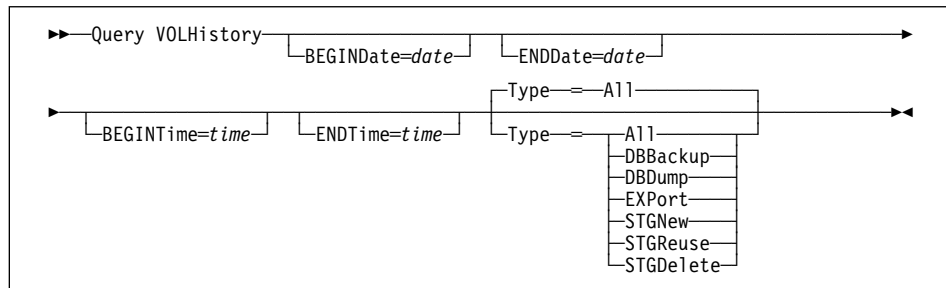 Query VOLHistory
BEGINDate=date ENDDate=date
Type = All
BEGINTime=time ENDTime=time Type = All
DBBackup
DBDump
EXPort
STGNew
STGReuse
STGDelete